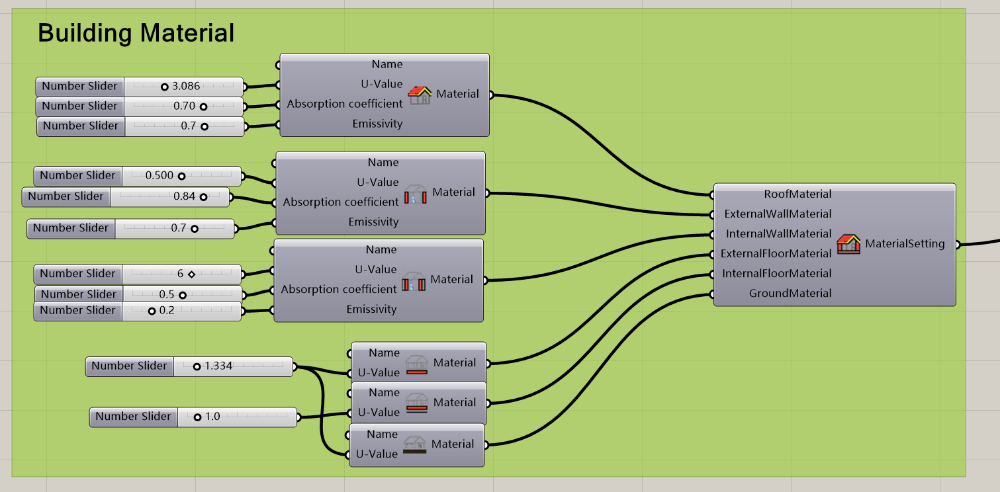 Building Material
Name
Number Slider 3.086 U-Value
Number Slider 0.70 Absorption coefficient Material
Number Slider 0.7 Emissivity
Name
Number Slider 0.500 U-Value
Number Slider 0.84 Absorption coefficient Material
Number Slider 0.7 Emissivity
Name
Number Slider 6 U-Value
Number Slider 0.5 Absorption coefficient Material
Number Slider 0.2 Emissivity
Name
Number Slider 1.334 U-Value Material
Name
Number Slider 1.0 U-Value Material
Name
U-Value Material
RoofMaterial
ExternalWallMaterial
InternalWallMaterial
ExternalFloorMaterial
InternalFloorMaterial
GroundMaterial
MaterialSetting